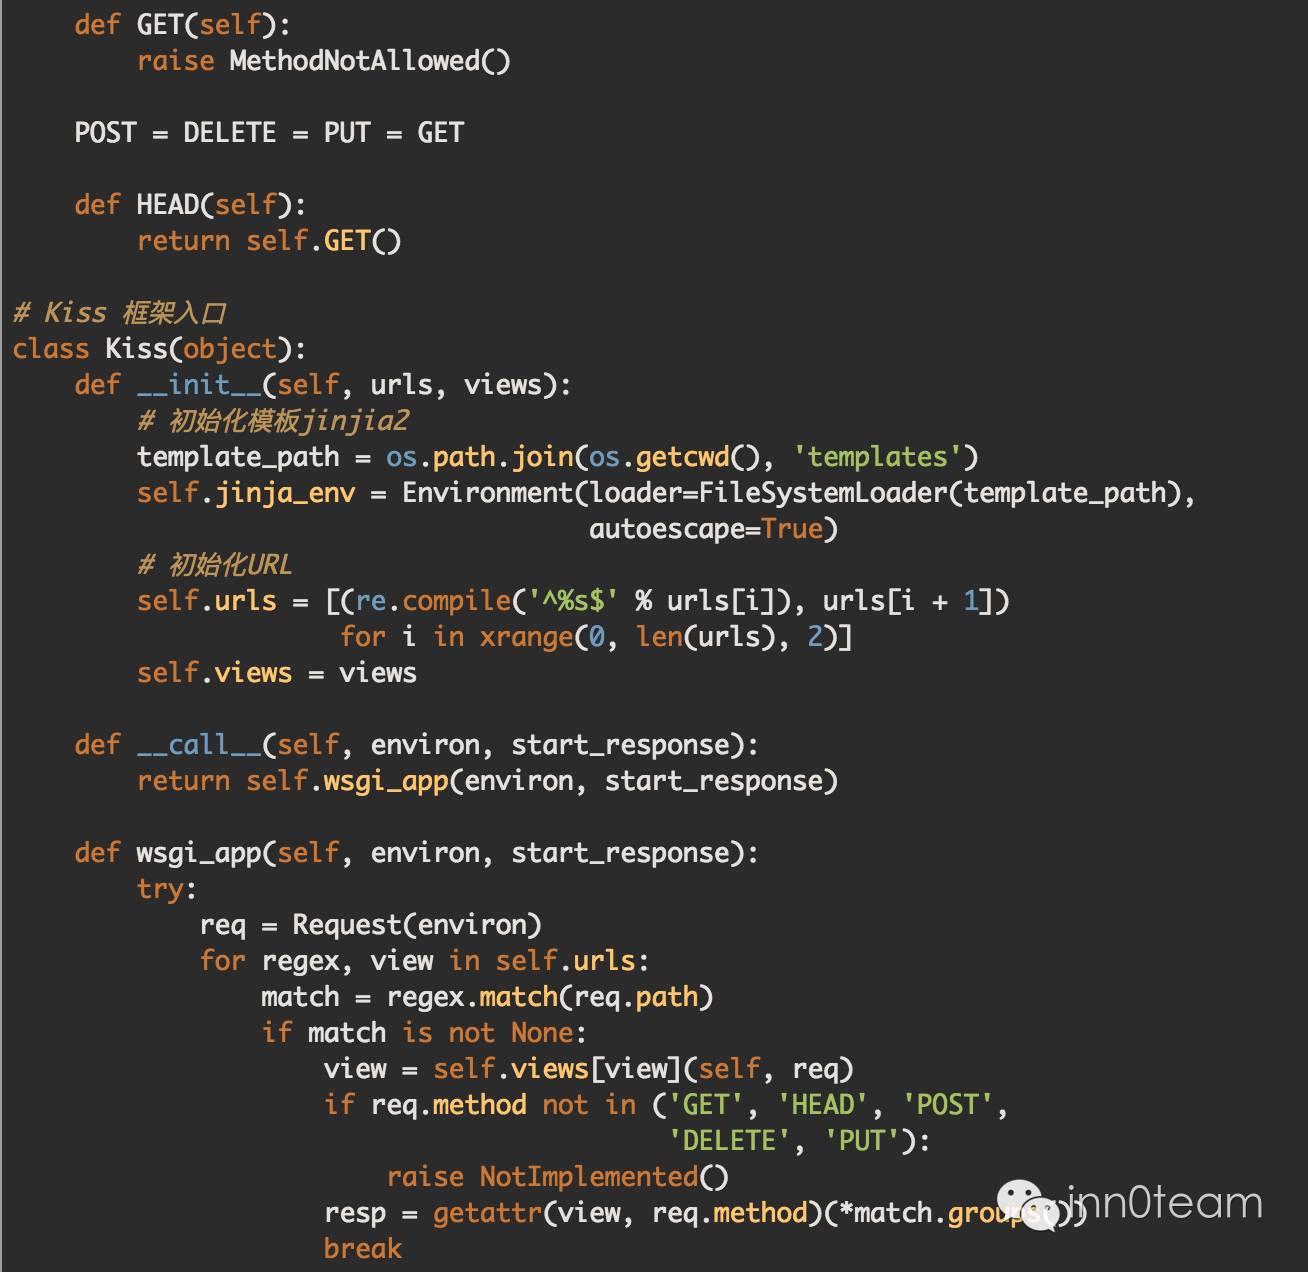 def GET(self):
raise MethodNotAllowed()
POST = DELETE = PUT = GET
def HEAD(self):
return self.GET()
# Kiss 框架入口
class Kiss(object):
def __init__(self, urls, views):
# 初始化模板jinjia2
template_path = os.path.join(os.getcwd(), 'templates')
self.jinja_env = Environment(loader=FileSystemLoader(template_path),
autoescape=True)
# 初始化URL
self.urls = [(re.compile('^%s$' % urls[i]), urls[i + 1])
for i in xrange(0, len(urls), 2)]
self.views = views
def __call__(self, environ, start_response):
return self.wsgi_app(environ, start_response)
def wsgi_app(self, environ, start_response):
try:
req = Request(environ)
for regex, view in self.urls:
match = regex.match(req.path)
if match is not None:
view = self.views[view](self, req)
if req.method not in ('GET', 'HEAD', 'POST',
'DELETE', 'PUT'):
raise NotImplemented()
resp = getattr(view, req.method)(*match.groups())
break
inn0team